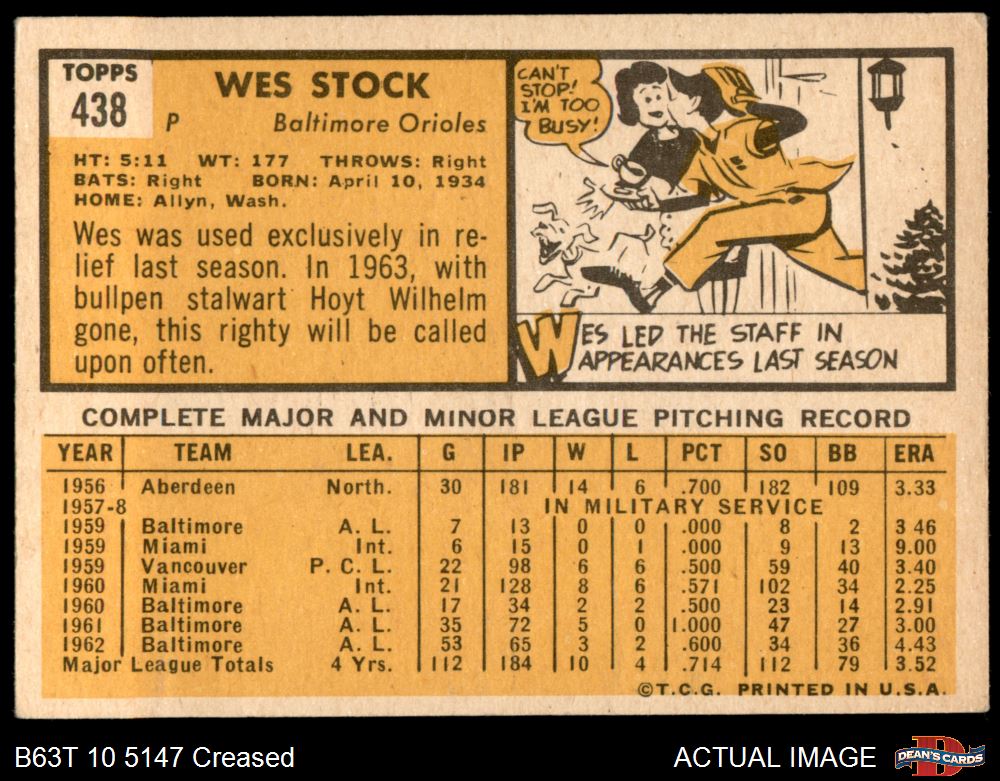 TOPPS
438
WES STOCK
P Baltimore Orioles
HT: 5:11 WT: 177 THROWS: Right
BATS: Right BORN: April 10, 1934
HOME: Allyn, Wash.
Wes was used exclusively in re-
lief last season. In 1963, with
bullpen stalwart Hoyt Wilhelm
gone, this righty will be called
upon often.
CAN'T
STOP!
I'M TOO
BUSY!
WES LED THE STAFF IN
APPEARANCES LAST SEASON
COMPLETE MAJOR AND MINOR LEAGUE PITCHING RECORD
YEAR TEAM LEA. G IP W L PCT SO BB ERA
1956 Aberdeen North. 30 181 14 6 .700 182 109 3.33
1957-8 IN MILITARY SERVICE
1959 Baltimore A. L. 7 13 0 0 .000 8 2 3 46
1959 Miami Int. 6 15 0 1 .000 9 13 9.00
1959 Vancouver P. C. L. 22 98 6 6 .500 59 40 3.40
1960 Miami Int. 21 128 8 6 .571 102 34 2.25
1960 Baltimore A. L. 17 34 2 2 .500 23 14 2.91
1961 Baltimore A. L. 35 72 5 0 1.000 47 27 3.00
1962 Baltimore A. L. 53 65 3 2 .600 34 36 4.43
Major League Totals 4 Yrs. 112 184 10 4 .714 112 79 3.52
©T.C.G. PRINTED IN U.S.A.
B63T 10 5147 Creased
ACTUAL IMAGE
DEAN'S CARDS